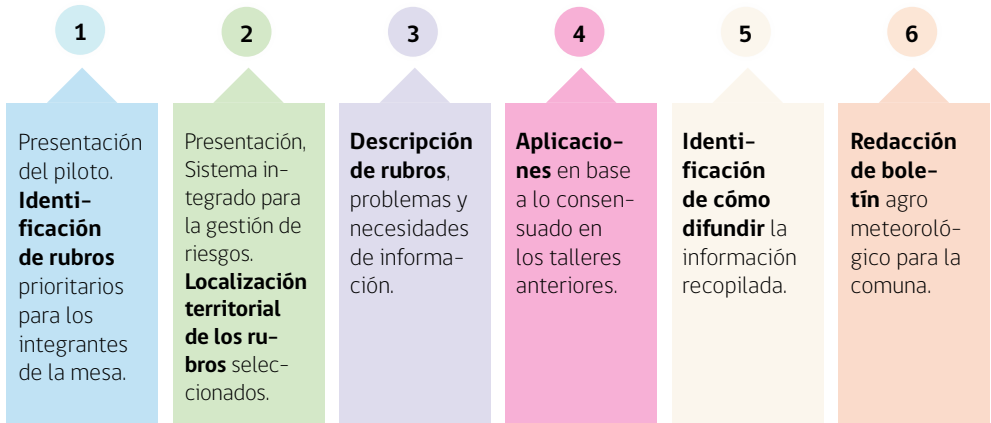 1
Presentación
del piloto.
Identi-
ficación
de rubros
prioritarios
para los
integrantes
de la mesa.
2
Presentación,
Sistema in-
tegrado para
la gestión de
riesgos.
Localización
territorial
de los ru-
bros selec-
cionados.
3
Descripción
de rubros,
problemas y
necesidades
de informa-
ción.
4
Aplicacio-
nes en base
a lo consen-
suado en
los talleres
anteriores.
5
Identi-
ficación
de cómo
difundir la
información
recopilada.
6
Redacción
de bole-
tín agro
meteoroló-
gico para la
comuna.